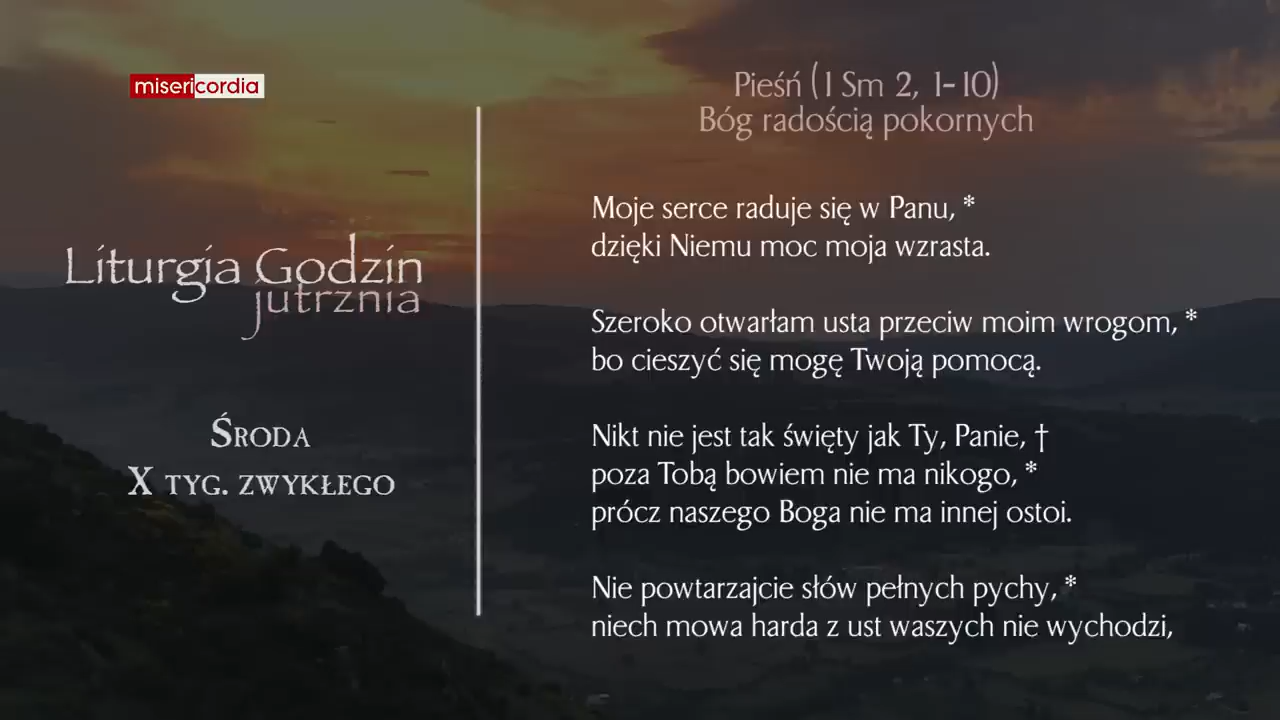 misericordia
Liturgia Godzin
jutrznia
Środa
X tyg. zwykłego
Pieśń (1 Sm 2, 1-10)
Bóg radością pokornych
Moje serce raduje się w Panu, *
dzięki Niemu moc moja wzrasta.
Szeroko otwarłam usta przeciw moim wrogom, *
bo cieszyć się mogę Twoją pomocą.
Nikt nie jest tak święty jak Ty, Panie, †
poza Tobą bowiem nie ma nikogo, *
prócz naszego Boga nie ma innej ostoi.
Nie powtarzajcie słów pełnych pychy, *
niech mowa harda z ust waszych nie wychodzi,